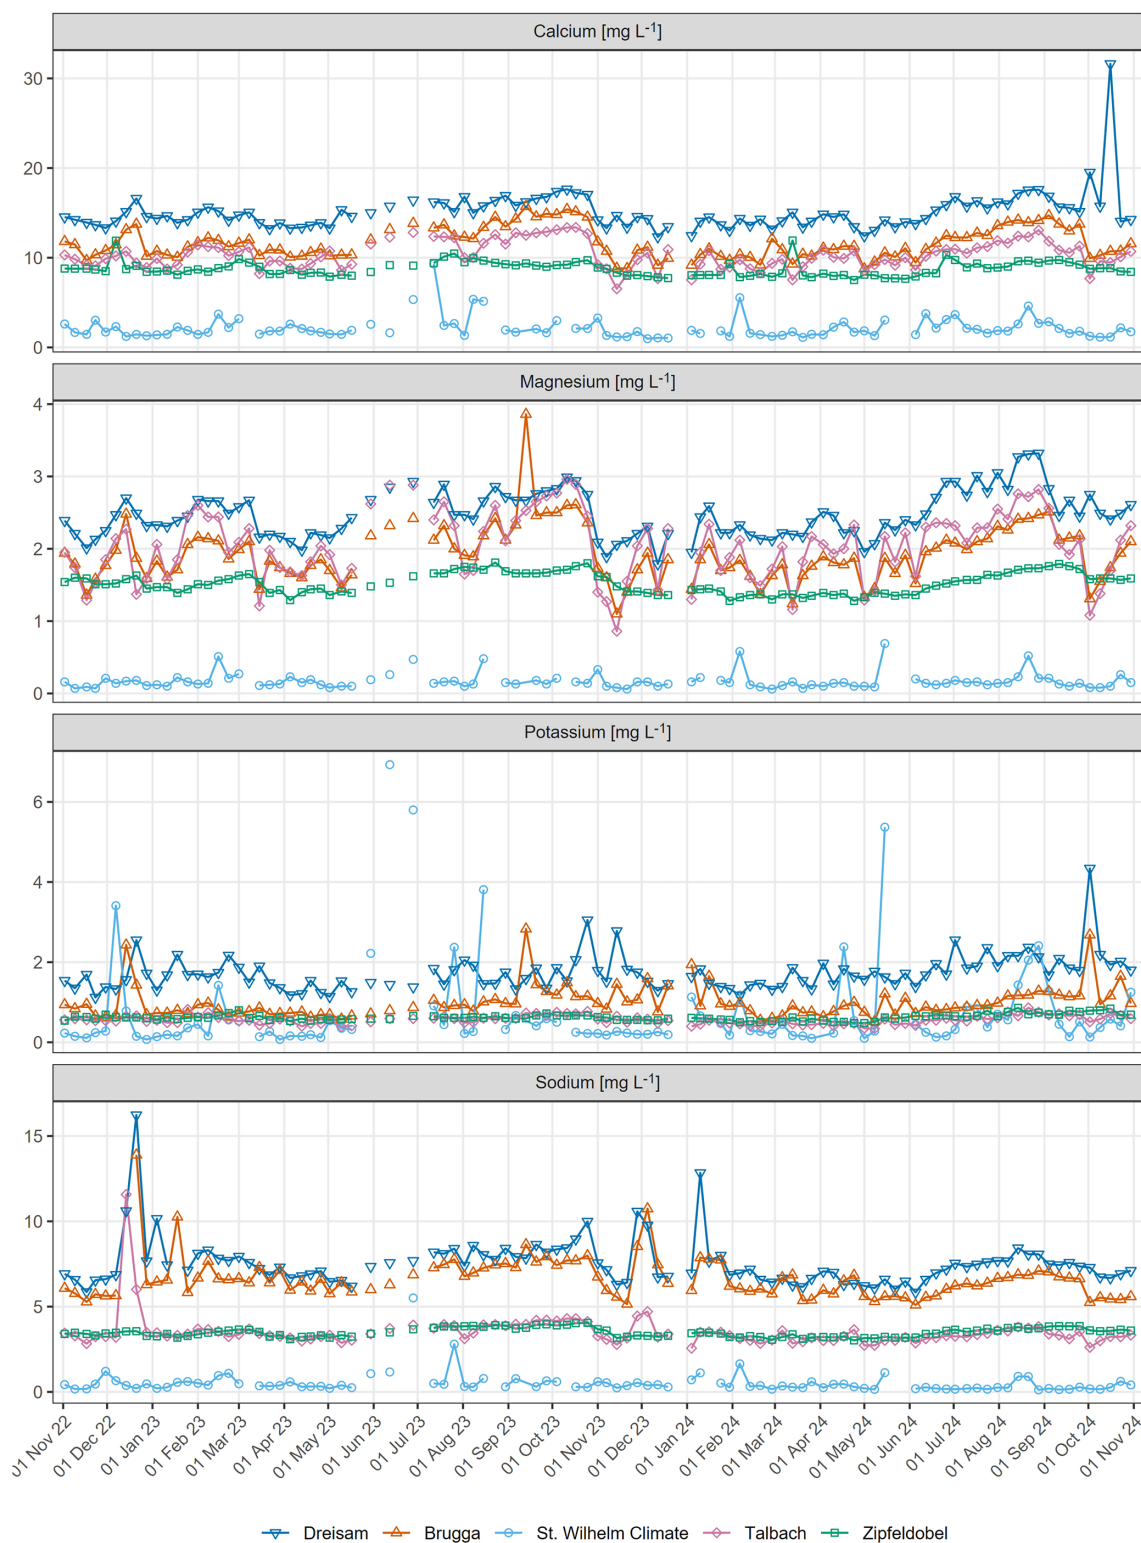 Calcium [mg L-1]
30
20
10
0
Magnesium [mg L-1]
4
3
2
1
0
Potassium [mg L-1]
6
4
2
0
Sodium [mg L-1]
15
10
5
0
01 Nov 22
01 Dec 22
01 Jan 23
01 Feb 23
01 Mar 23
01 Apr 23
01 May 23
01 Jun 23
01 Jul 23
01 Aug 23
01 Sep 23
01 Oct 23
01 Nov 23
01 Dec 23
01 Jan 24
01 Feb 24
01 Mar 24
01 Apr 24
01 May 24
01 Jun 24
01 Jul 24
01 Aug 24
01 Sep 24
01 Oct 24
01 Nov 24
Dreisam Brugga St. Wilhelm Climate Talbach Zipfeldobel